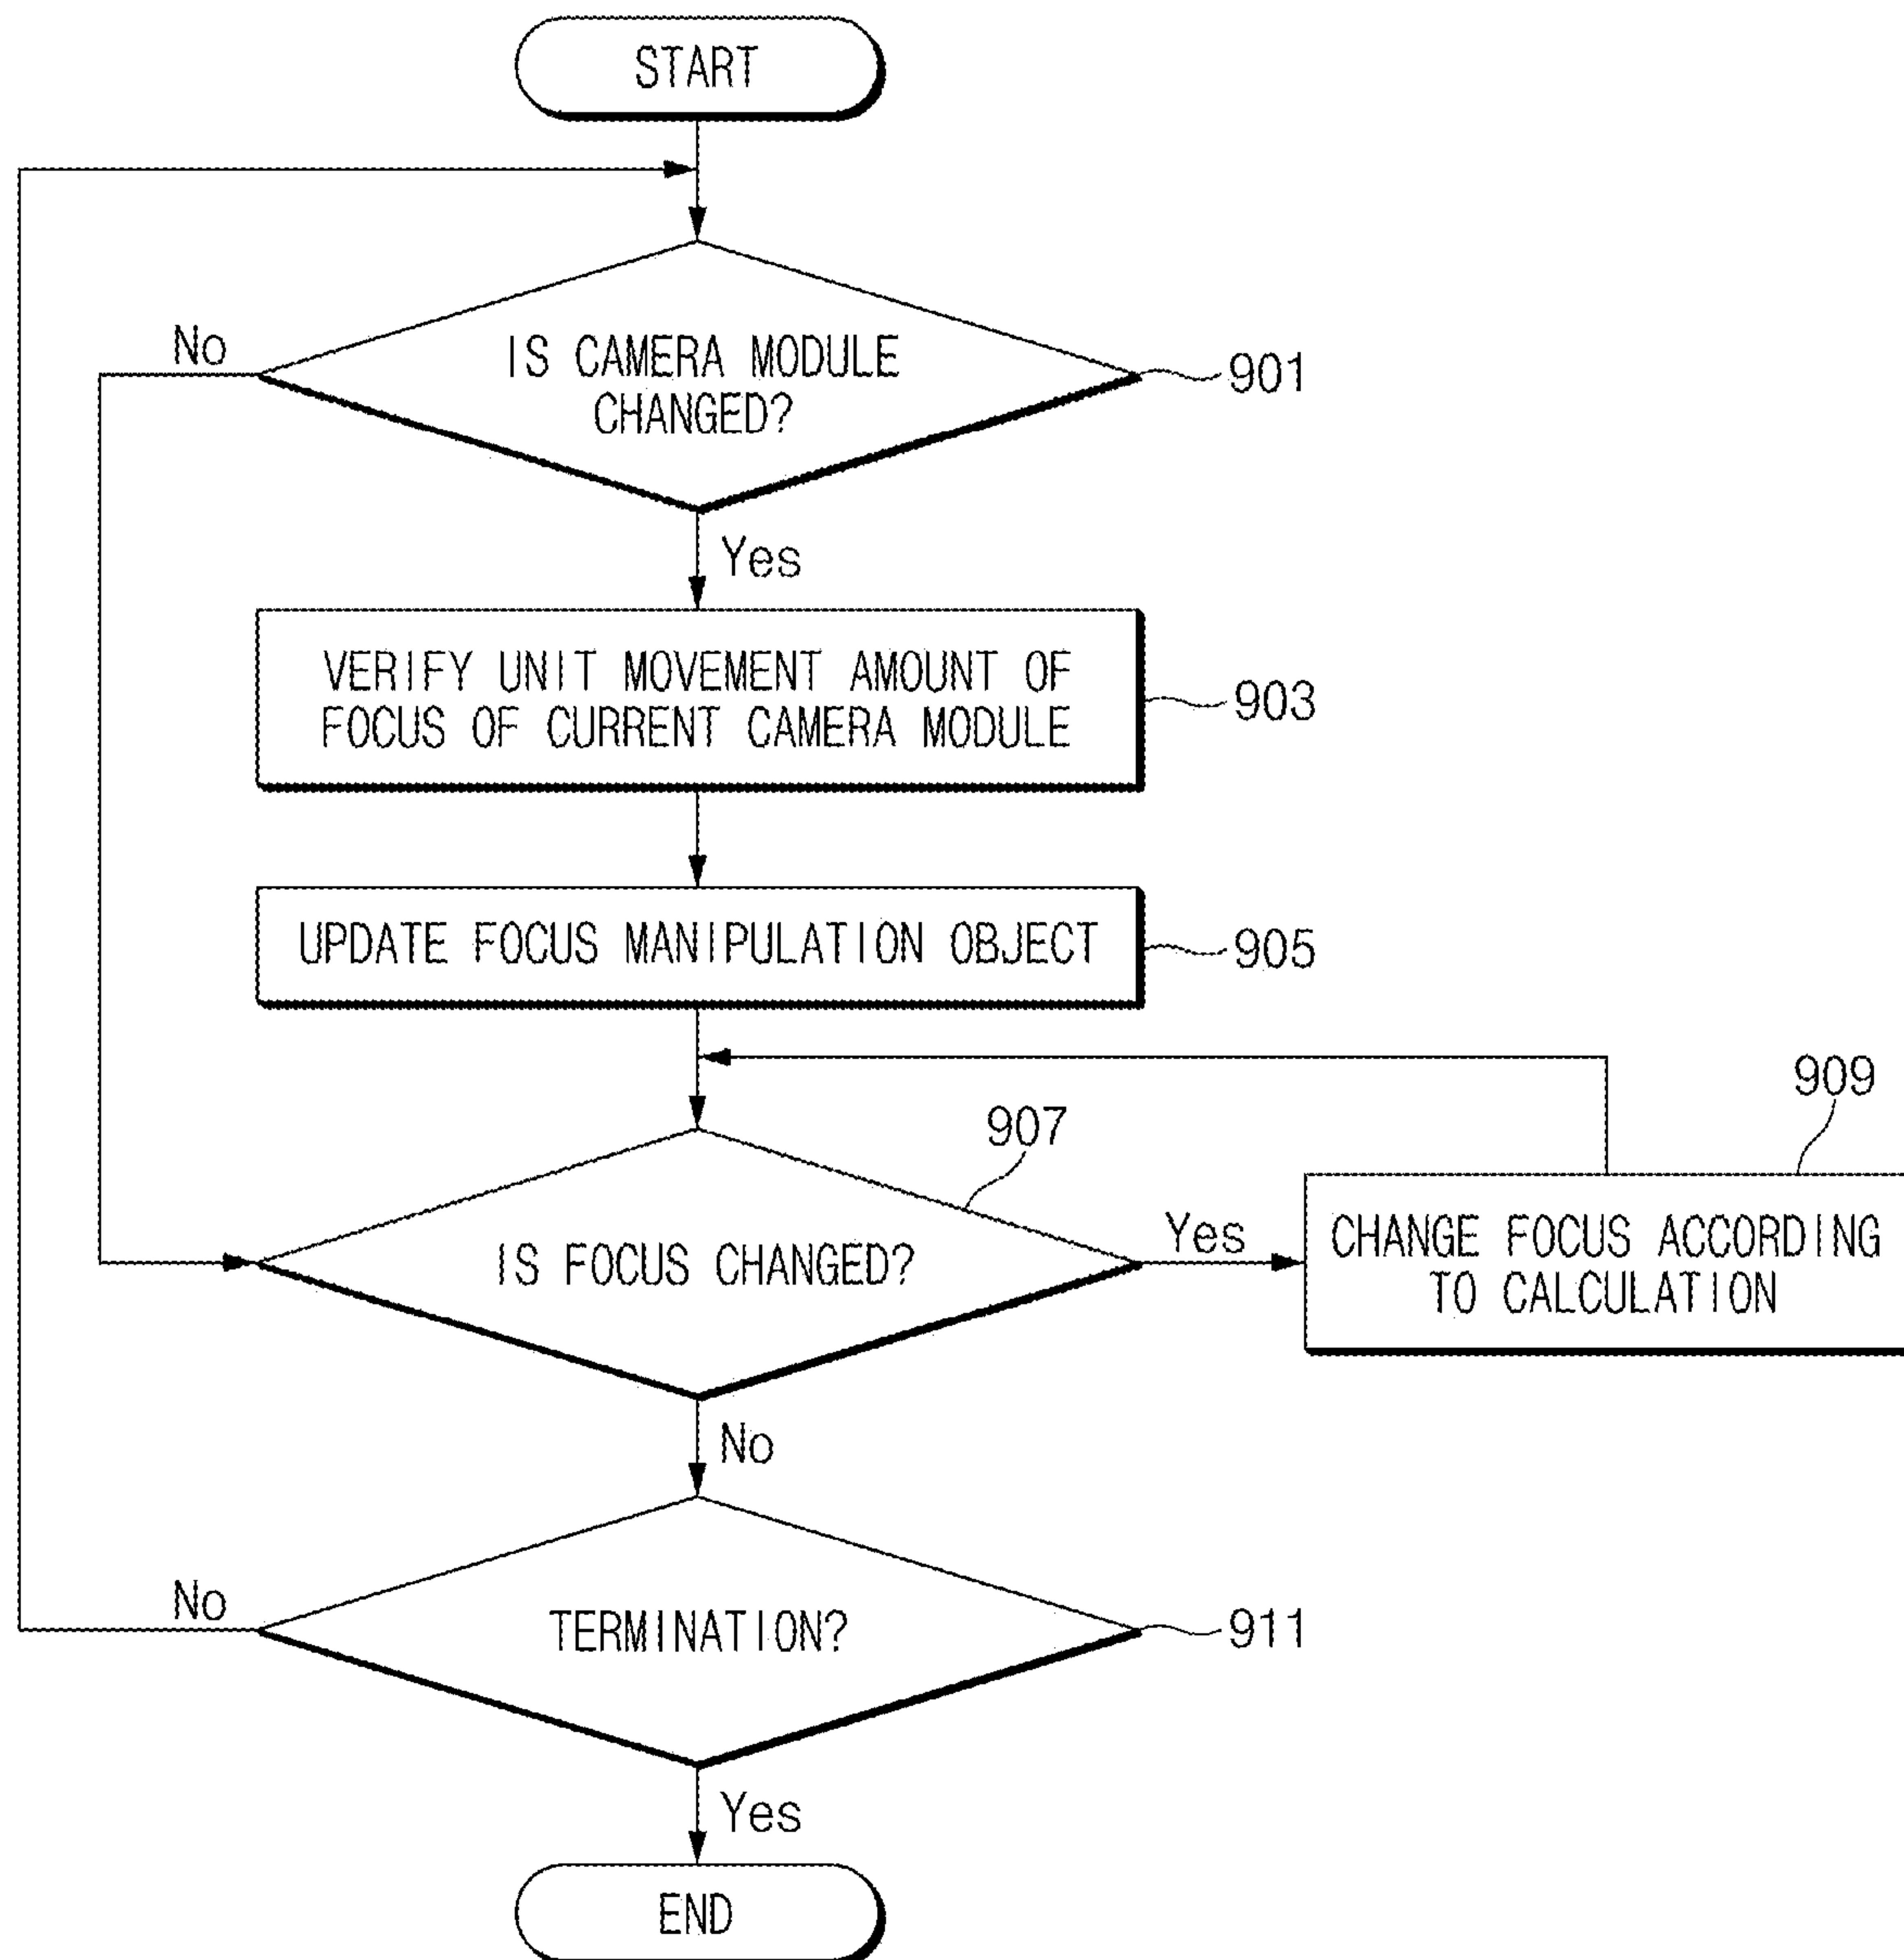 START
No
IS CAMERA MODULE
CHANGED?
901
Yes
VERIFY UNIT MOVEMENT AMOUNT OF
FOCUS OF CURRENT CAMERA MODULE
903
UPDATE FOCUS MANIPULATION OBJECT
905
907
909
IS FOCUS CHANGED?
Yes
CHANGE FOCUS ACCORDING
TO CALCULATION
No
No
TERMINATION?
911
Yes
END